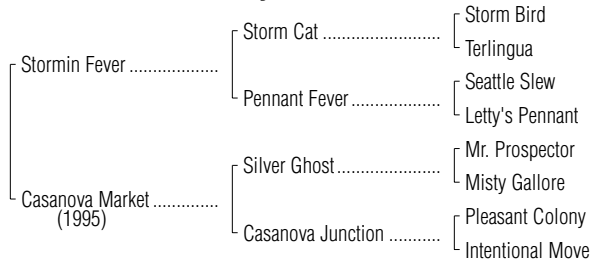 Storm Bird
Storm Cat ....................
Terlingua
Stormin Fever ...................
Seattle Slew
Pennant Fever ...................
Letty's Pennant
Mr. Prospector
Silver Ghost ...................
Misty Gallore
Casanova Market ..............
(1995)
Pleasant Colony
Casanova Junction ...........
Intentional Move